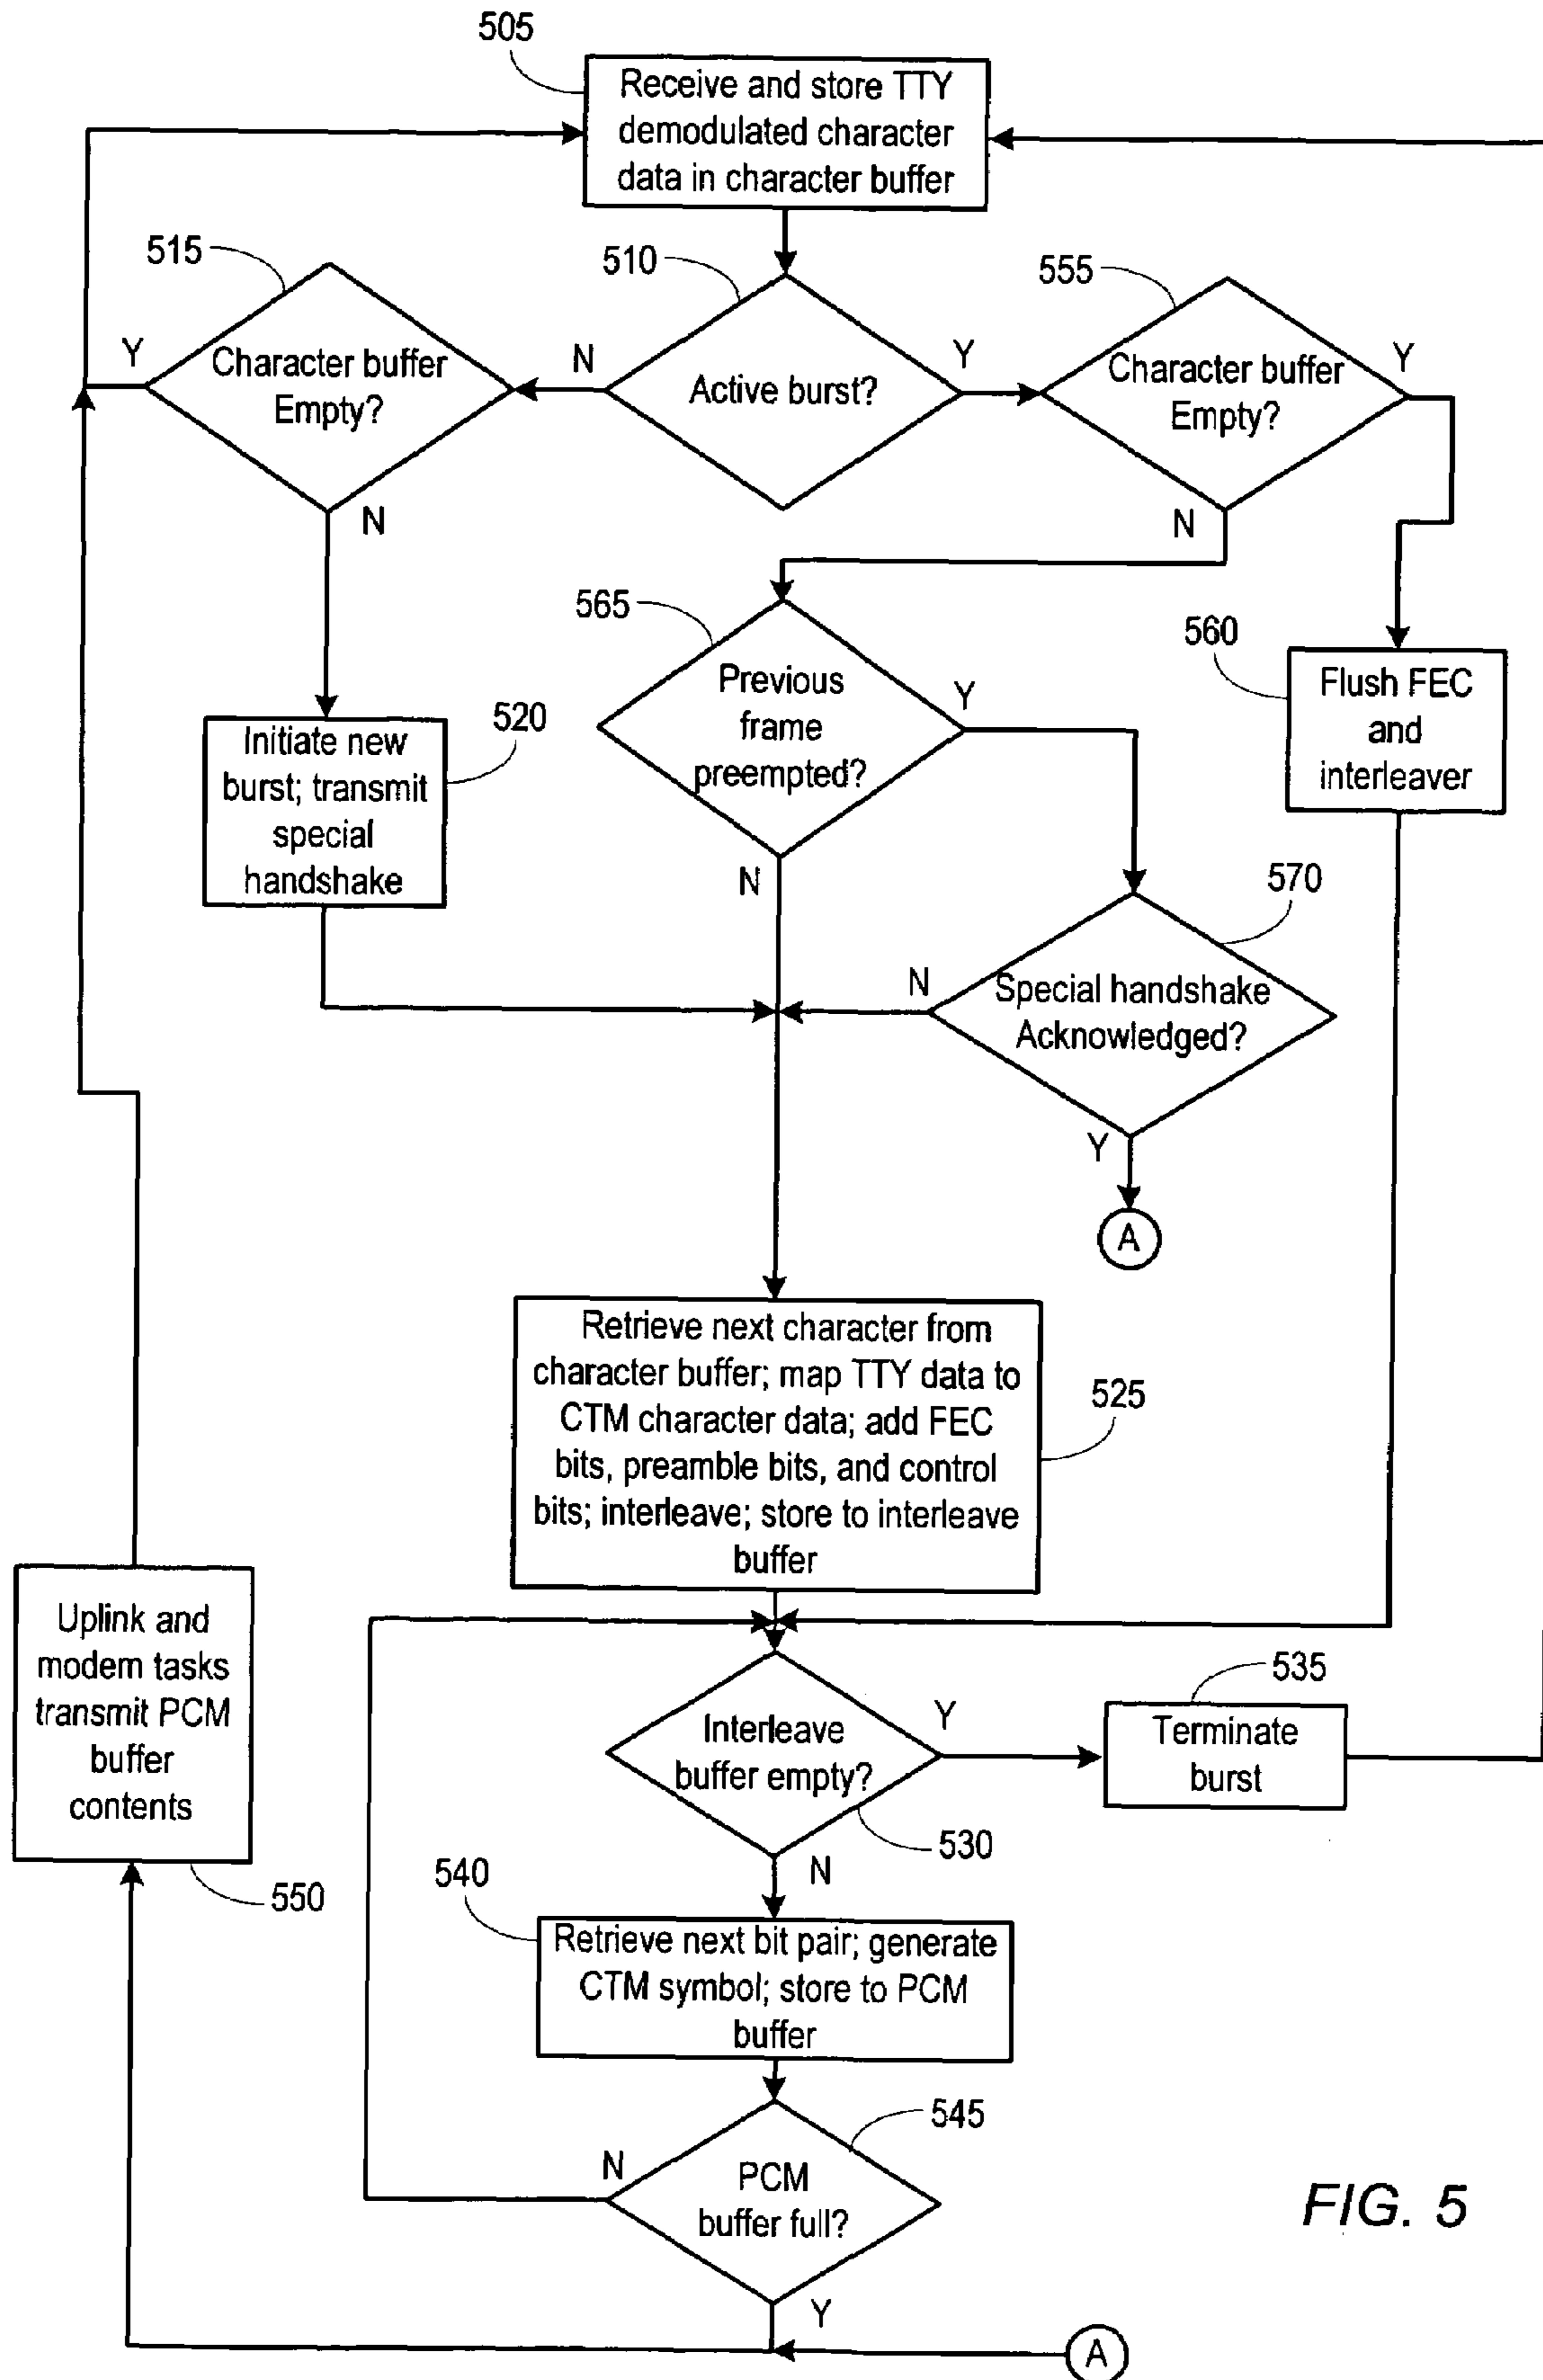 505
Receive and store TTY
demodulated character
data in character buffer
515
510
555
Y
Character buffer
Empty?
N
Active burst?
Y
Character buffer
Empty?
Y
N
N
565
Previous
frame
preempted?
Y
560
Flush FEC
and
interleaver
Initiate new
burst; transmit
special
handshake
520
N
570
N
Special handshake
Acknowledged?
Y
A
Retrieve next character from
character buffer; map TTY data to
CTM character data; add FEC
bits, preamble bits, and control
bits; interleave; store to interleave
buffer
525
Uplink and
modem tasks
transmit PCM
buffer
contents
550
Interleave
buffer empty?
Y
535
Terminate
burst
530
N
540
Retrieve next bit pair; generate
CTM symbol; store to PCM
buffer
545
N
PCM
buffer full?
Y
A
FIG. 5